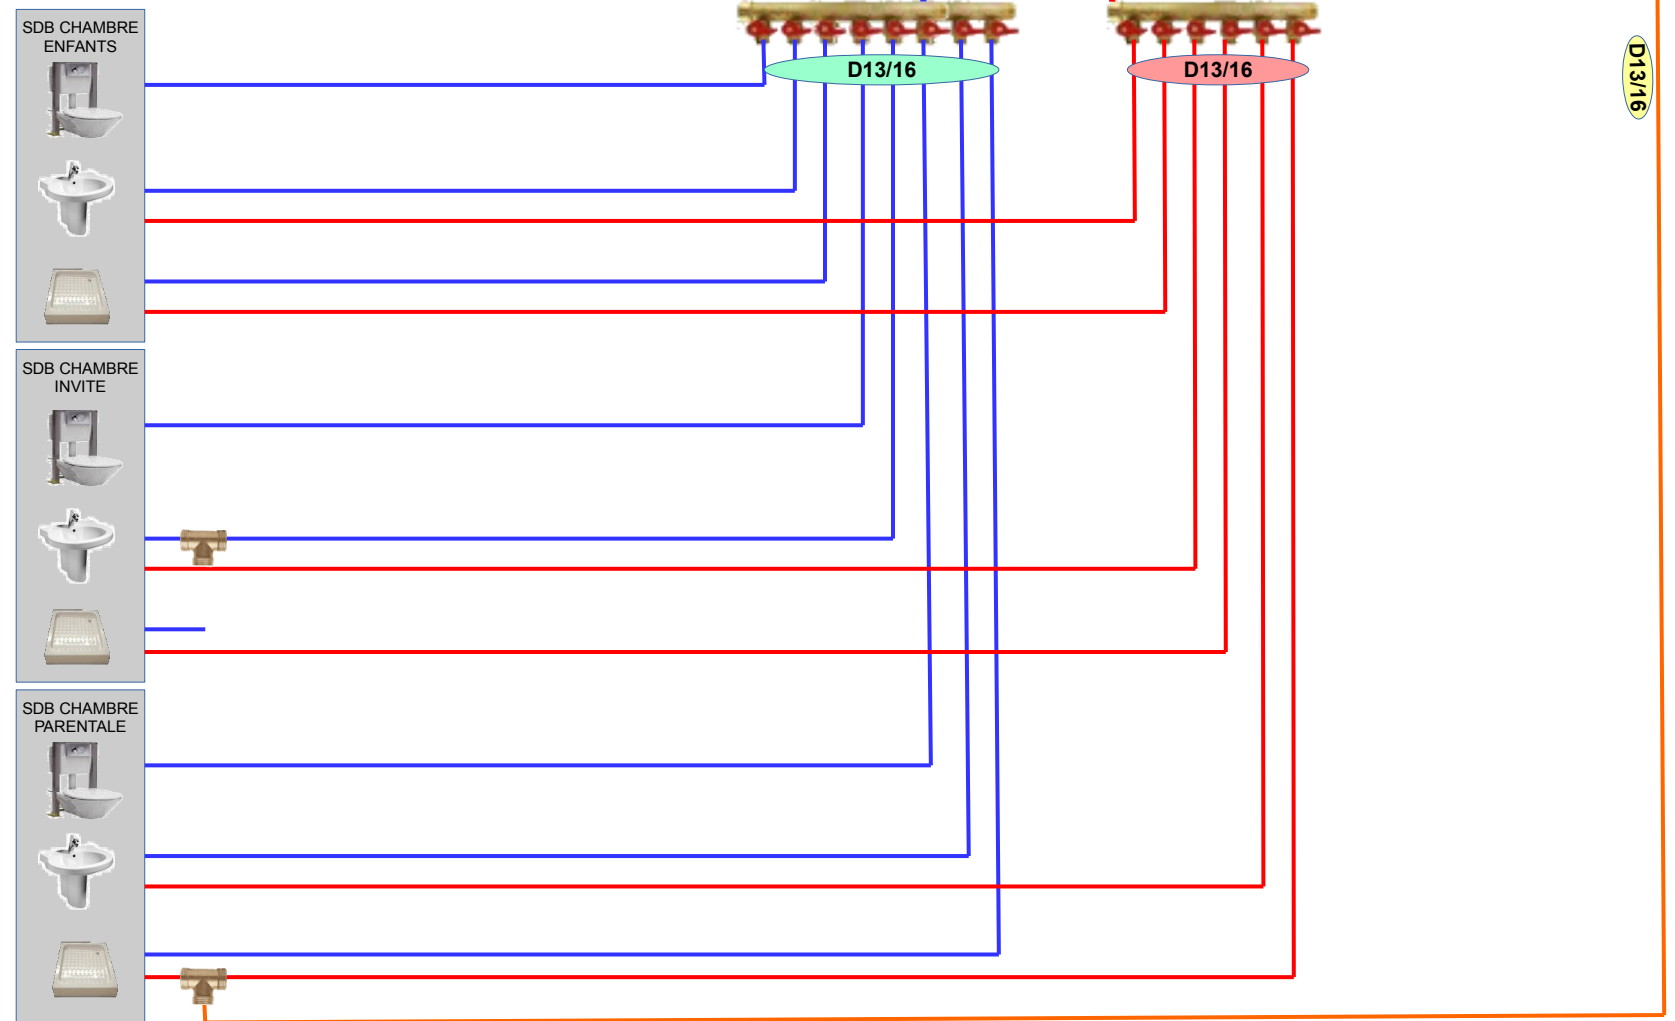 SDB CHAMBRE
ENFANTS
D13/16
D13/16
D13/16
SDB CHAMBRE
INVITE
SDB CHAMBRE
PARENTALE